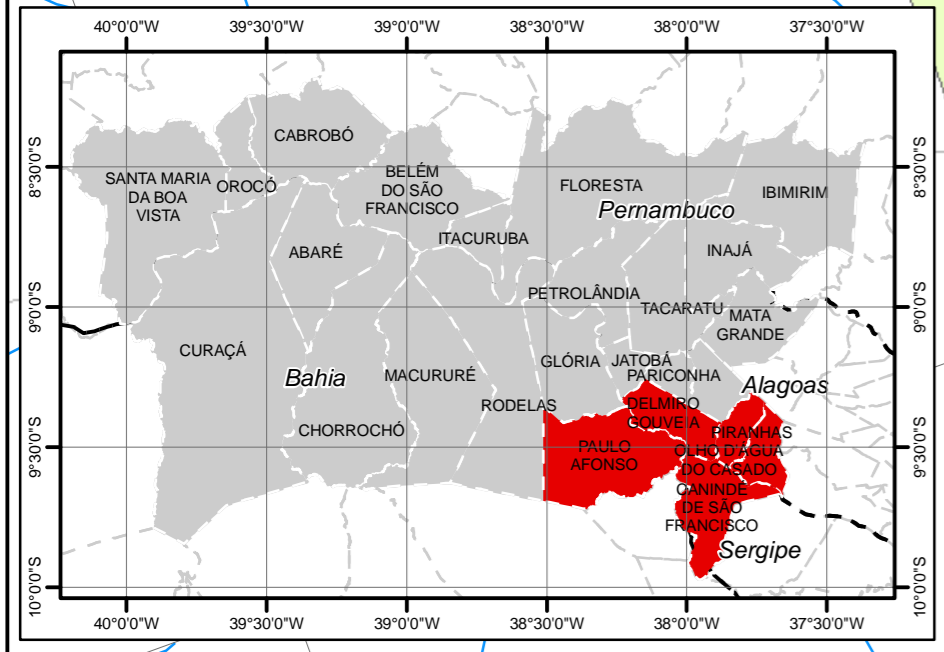 40°0'0"W 39°30'0"W 39°0'0"W 38°30'0"W 38°0'0"W 37°30'0"W
8°30'0"S
8°30'0"S
9°0'0"S
9°0'0"S
9°30'0"S
9°30'0"S
10°0'0"S
10°0'0"S
CABROBÓ
SANTA MARIA
DA BOA
VISTA
OROCÓ
BELÉM
DO SÃO
FRANCISCO
FLORESTA
IBIMIRIM
Pernambuco
ITACURUBA
ABARÉ
INAJÁ
PETROLÂNDIA
TACARATU
MATA
GRANDE
CURAÇÁ
GLÓRIA
JATOBÁ
PARICONHA
Bahia
MACURURÉ
Alagoas
RODELAS
DELMIRO
GOUVEIA
CHORROCHÓ
PIRANHAS
PAULO
AFONSO
OLHO D'AGUA
DO CASADO
CANINDÉ
DE SÃO
FRANCISCO
Sergipe
40°0'0"W 39°30'0"W 39°0'0"W 38°30'0"W 38°0'0"W 37°30'0"W